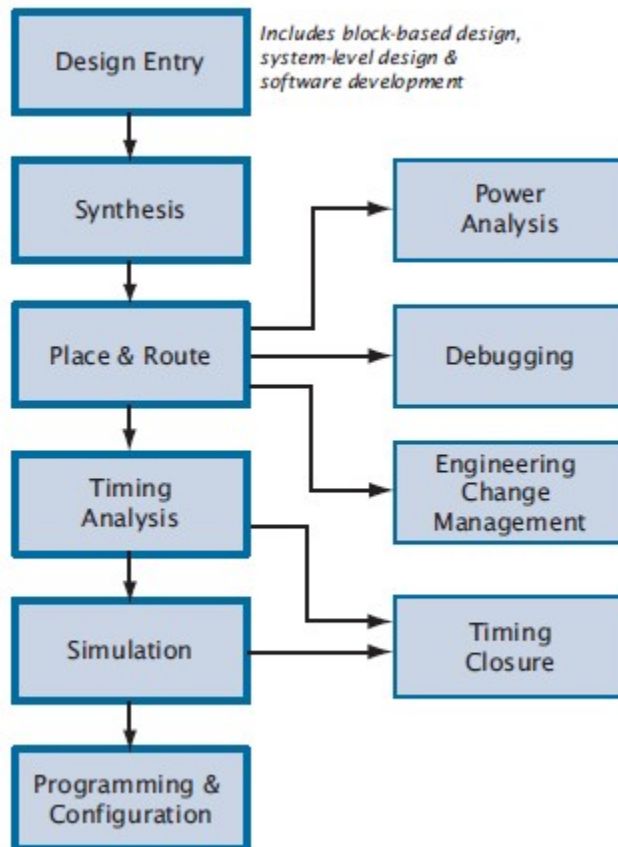 Design Entry
Includes block-based design,
system-level design &
software development
Synthesis
Power
Analysis
Place & Route
Debugging
Timing
Analysis
Engineering
Change
Management
Simulation
Timing
Closure
Programming &
Configuration